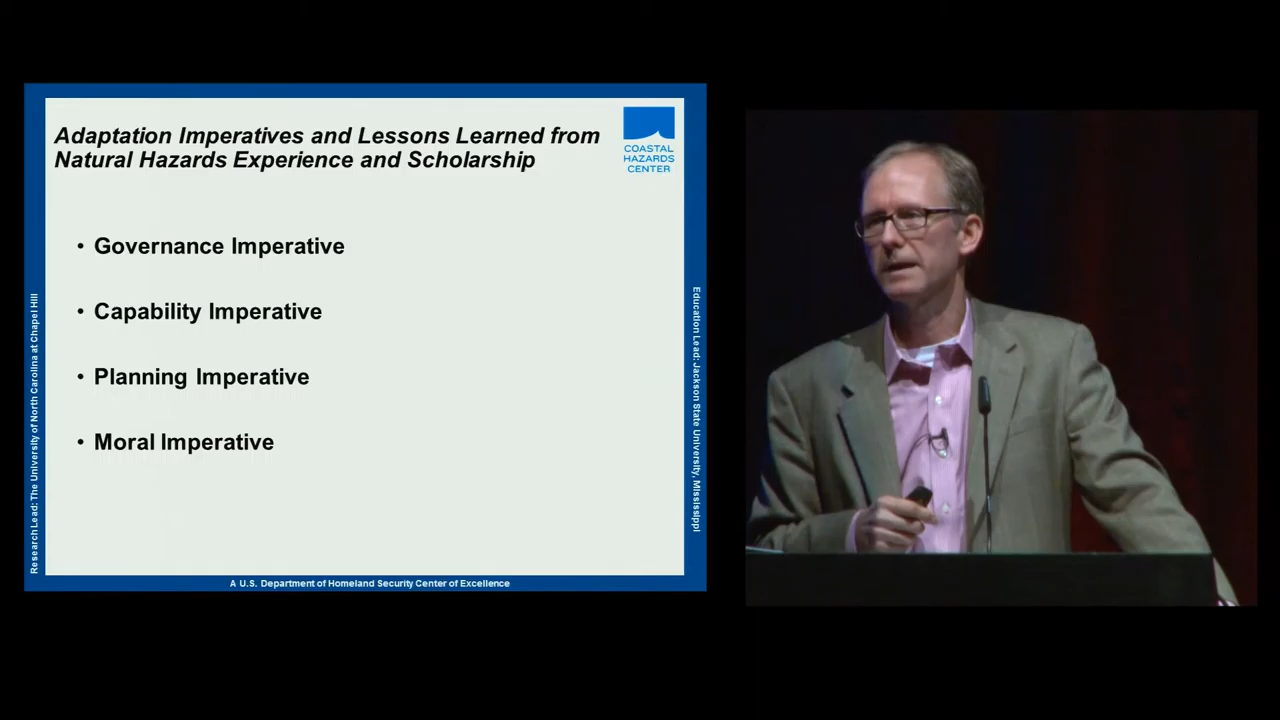 Adaptation Imperatives and Lessons Learned from
Natural Hazards Experience and Scholarship
COASTAL
HAZARDS
CENTER
• Governance Imperative
• Capability Imperative
• Planning Imperative
• Moral Imperative
Research Lead: The University of North Carolina at Chapel Hill
Education Lead: Jackson State University, Mississippi
A U.S. Department of Homeland Security Center of Excellence